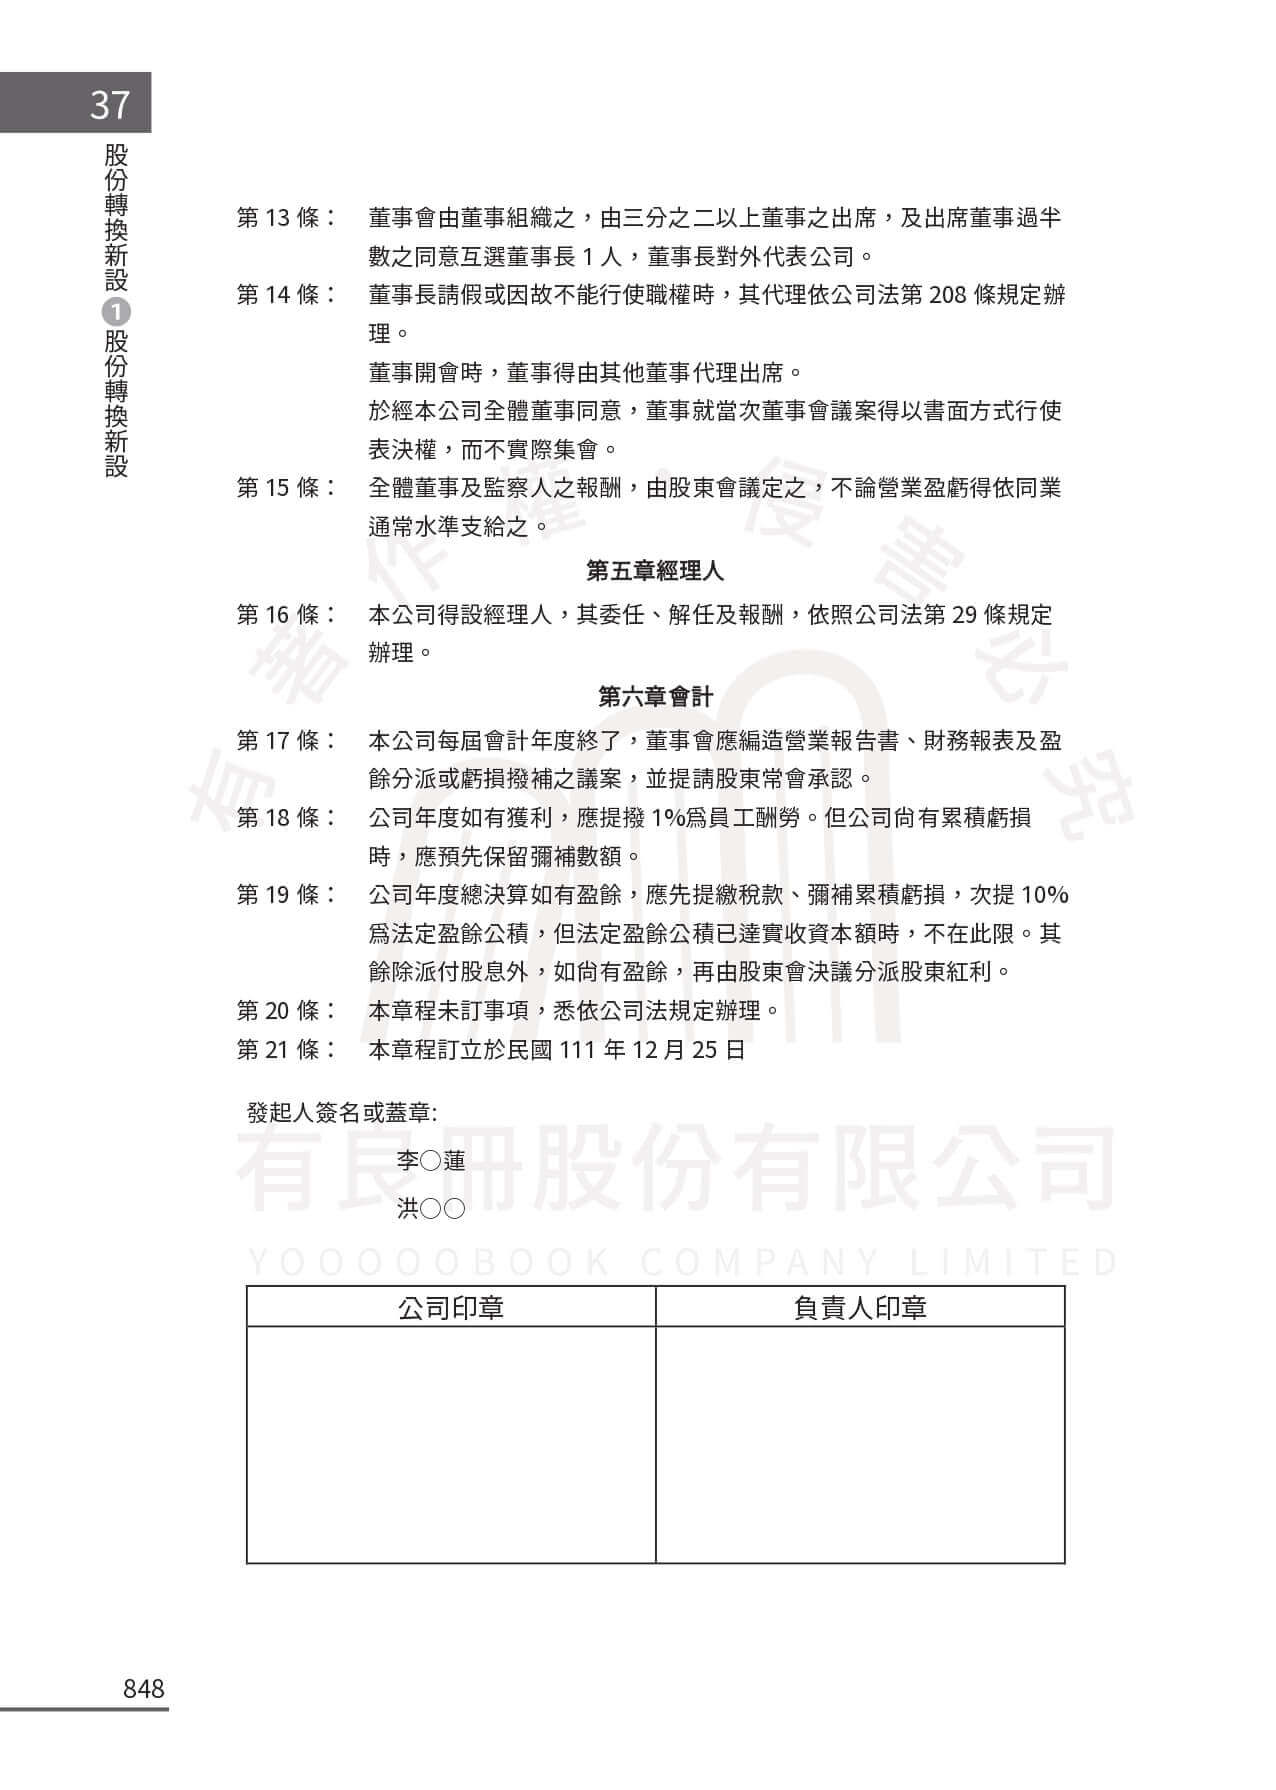 37
股份轉換新設 1 股份轉換新設
第 13 條： 董事會由董事組織之，由三分之二以上董事之出席，及出席董事過半
數之同意互選董事長 1 人，董事長對外代表公司。
第 14 條： 董事長請假或因故不能行使職權時，其代理依公司法第 208 條規定辦
理。
董事開會時，董事得由其他董事代理出席。
於經本公司全體董事同意，董事就當次董事會議案得以書面方式行使
表決權，而不實際集會。
第 15 條： 全體董事及監察人之報酬，由股東會議定之，不論營業盈虧得依同業
通常水準支給之。
第五章經理人
第 16 條： 本公司得設經理人，其委任、解任及報酬，依照公司法第 29 條規定
辦理。
第六章會計
第 17 條： 本公司每屆會計年度終了，董事會應編造營業報告書、財務報表及盈
餘分派或虧損撥補之議案，並提請股東常會承認。
第 18 條： 公司年度如有獲利，應提撥 1%為員工酬勞。但公司尚有累積虧損
時，應預先保留彌補數額。
第 19 條： 公司年度總決算如有盈餘，應先提繳稅款、彌補累積虧損，次提 10%
為法定盈餘公積，但法定盈餘公積已達實收資本額時，不在此限。其
餘除派付股息外，如尚有盈餘，再由股東會決議分派股東紅利。
第 20 條： 本章程未訂事項，悉依公司法規定辦理。
第 21 條： 本章程訂立於民國 111 年 12 月 25 日
發起人簽名或蓋章:
李○蓮
洪○○
公司印章 負責人印章
848
有著作權・侵害必究
有良冊股份有限公司
YOOOOOBOOK COMPANY LIMITED